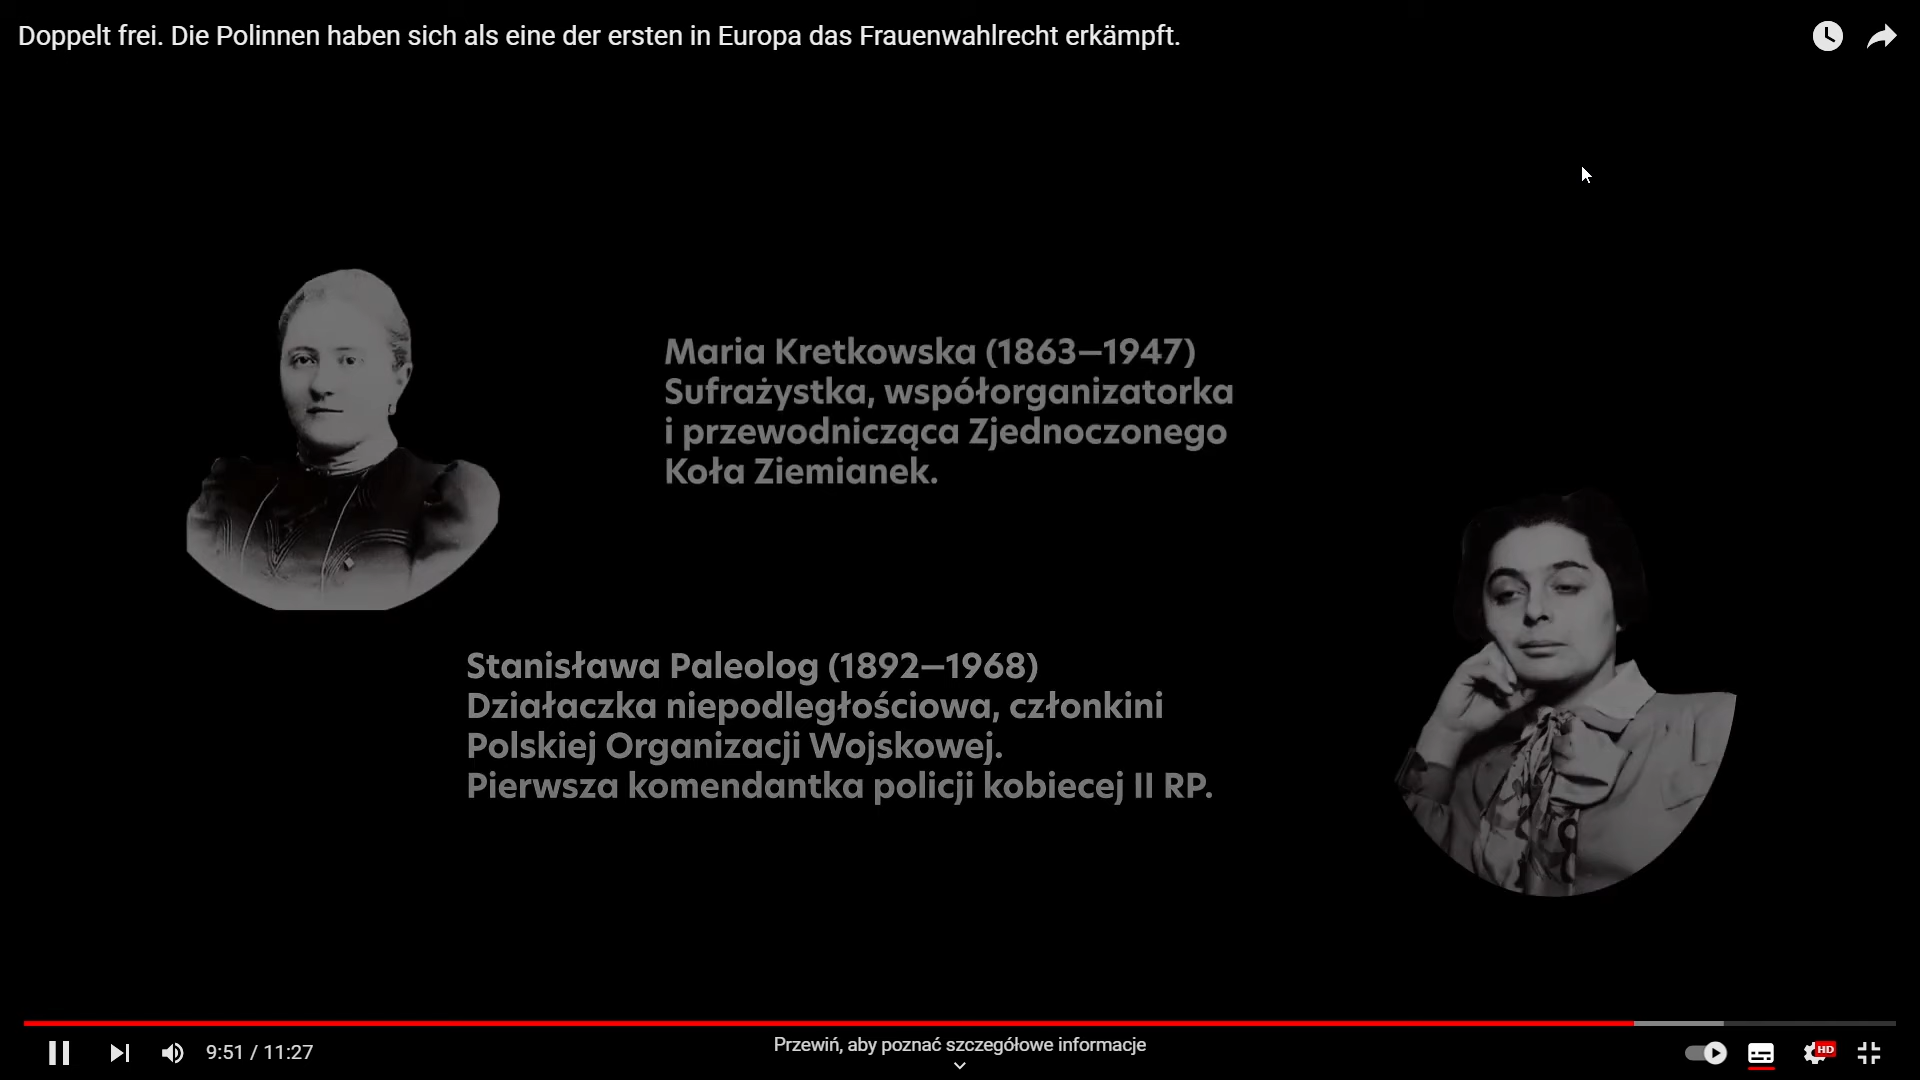 Doppelt frei. Die Polinnen haben sich als eine der ersten in Europa das Frauenwahlrecht erkämpft.
Maria Kretkowska (1863—1947)
Sufrażystka, współorganizatorka
i przewodnicząca Zjednoczonego
Koła Ziemianek.
Stanisława Paleolog (1892—1968)
Działaczka niepodległościowa, członkini
Polskiej Organizacji Wojskowej.
Pierwsza komendantka policji kobiecej II RP.
9:51 / 11:27
Przewiń, aby poznać szczegółowe informacje
HD